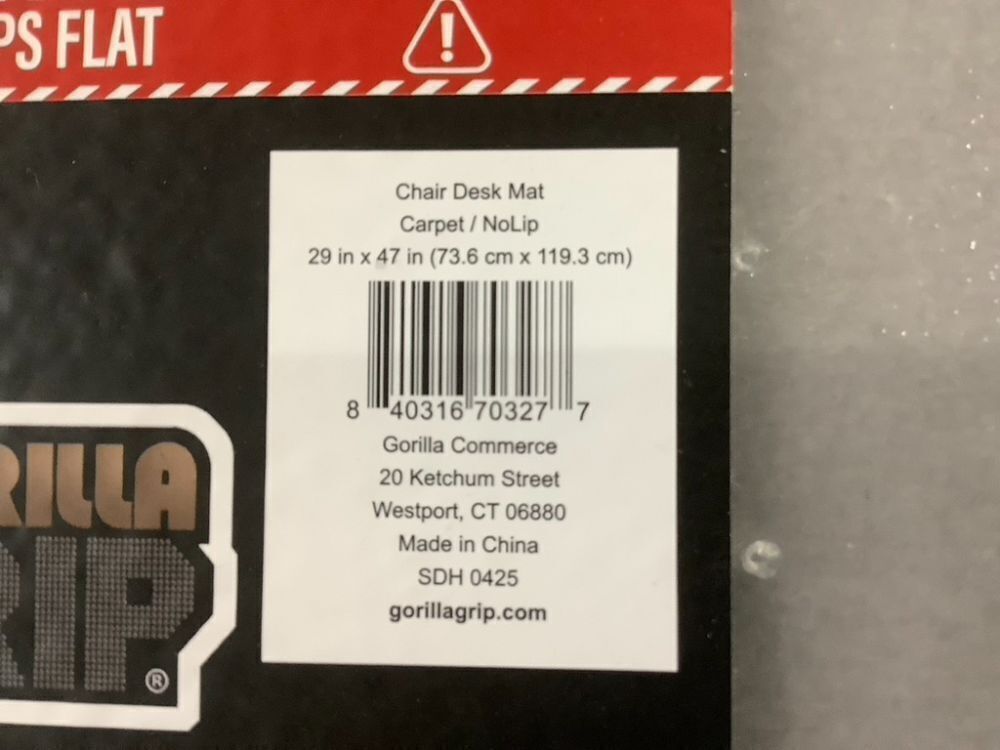 PS FLAT
Chair Desk Mat
Carpet / NoLip
29 in x 47 in (73.6 cm x 119.3 cm)
8 40316 70327 7
Gorilla Commerce
20 Ketchum Street
Westport, CT 06880
Made in China
SDH 0425
gorillagrip.com
RILLA
RIP®